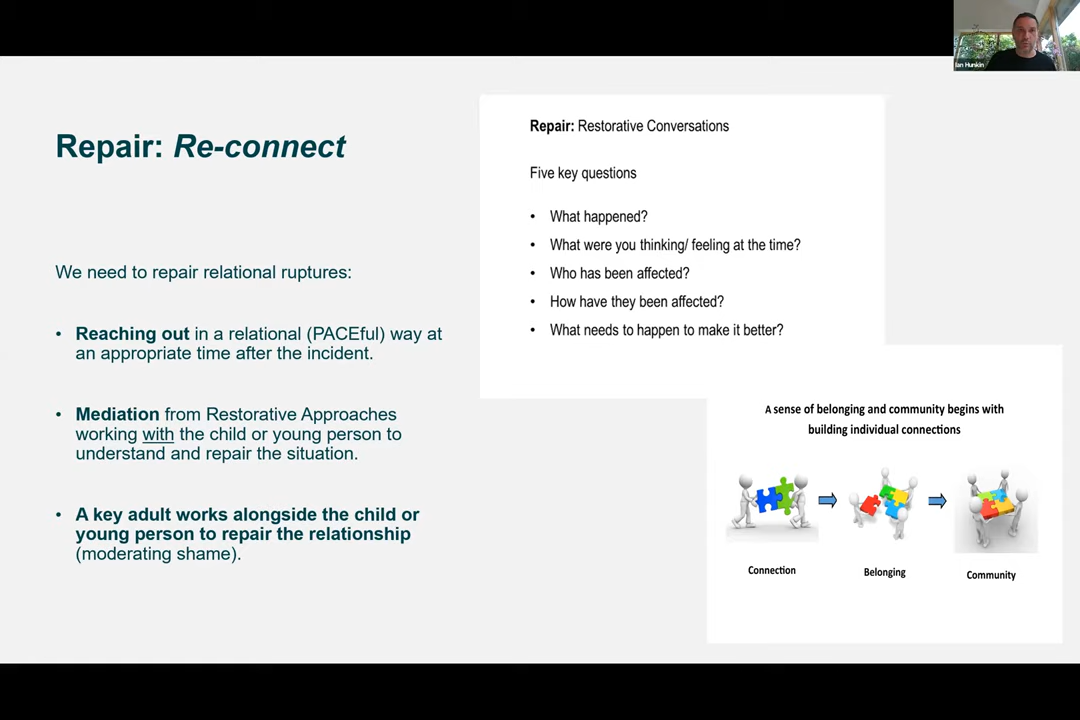 Ian Hunkin
Repair: Re-connect
We need to repair relational ruptures:
• Reaching out in a relational (PACEful) way at
an appropriate time after the incident.
• Mediation from Restorative Approaches
working with the child or young person to
understand and repair the situation.
• A key adult works alongside the child or
young person to repair the relationship
(moderating shame).
Repair: Restorative Conversations
Five key questions
• What happened?
• What were you thinking/ feeling at the time?
• Who has been affected?
• How have they been affected?
• What needs to happen to make it better?
A sense of belonging and community begins with
building individual connections
Connection
Belonging
Community